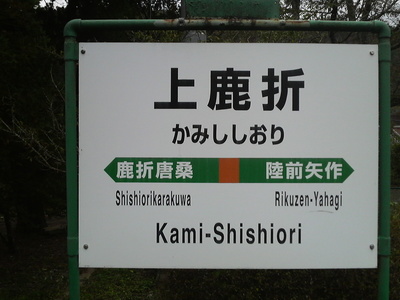 上鹿折
かみししおり
鹿折唐桑 陸前矢作
Shishiorikarakuwa Rikuzen-Yahagi
Kami-Shishiori